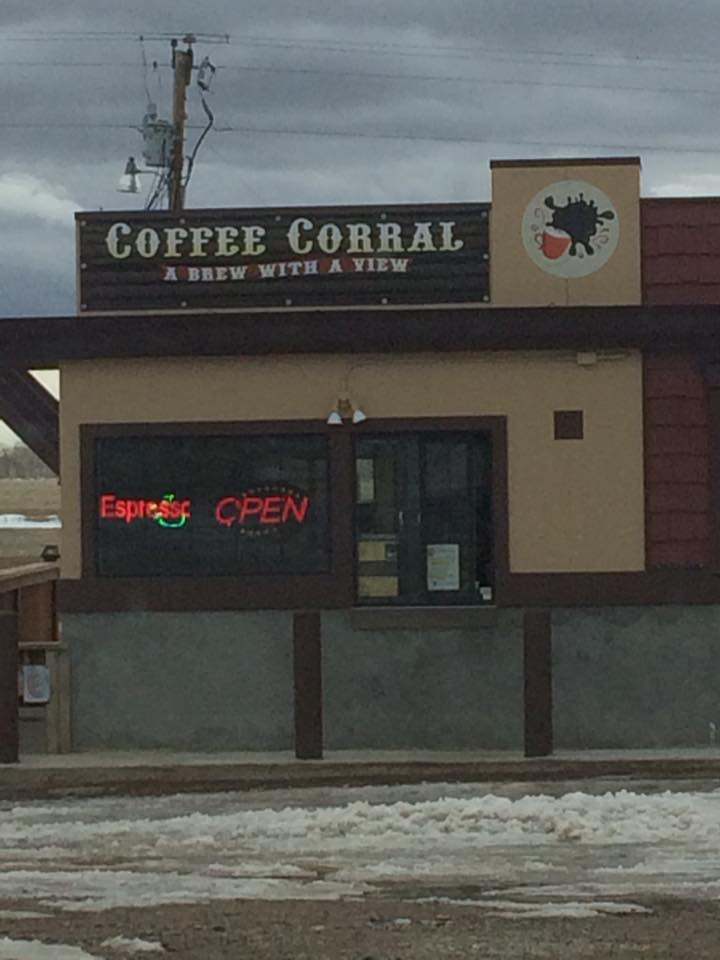 COFFEE CORRAL
A BREW WITH A VIEW
Espresso
OPEN